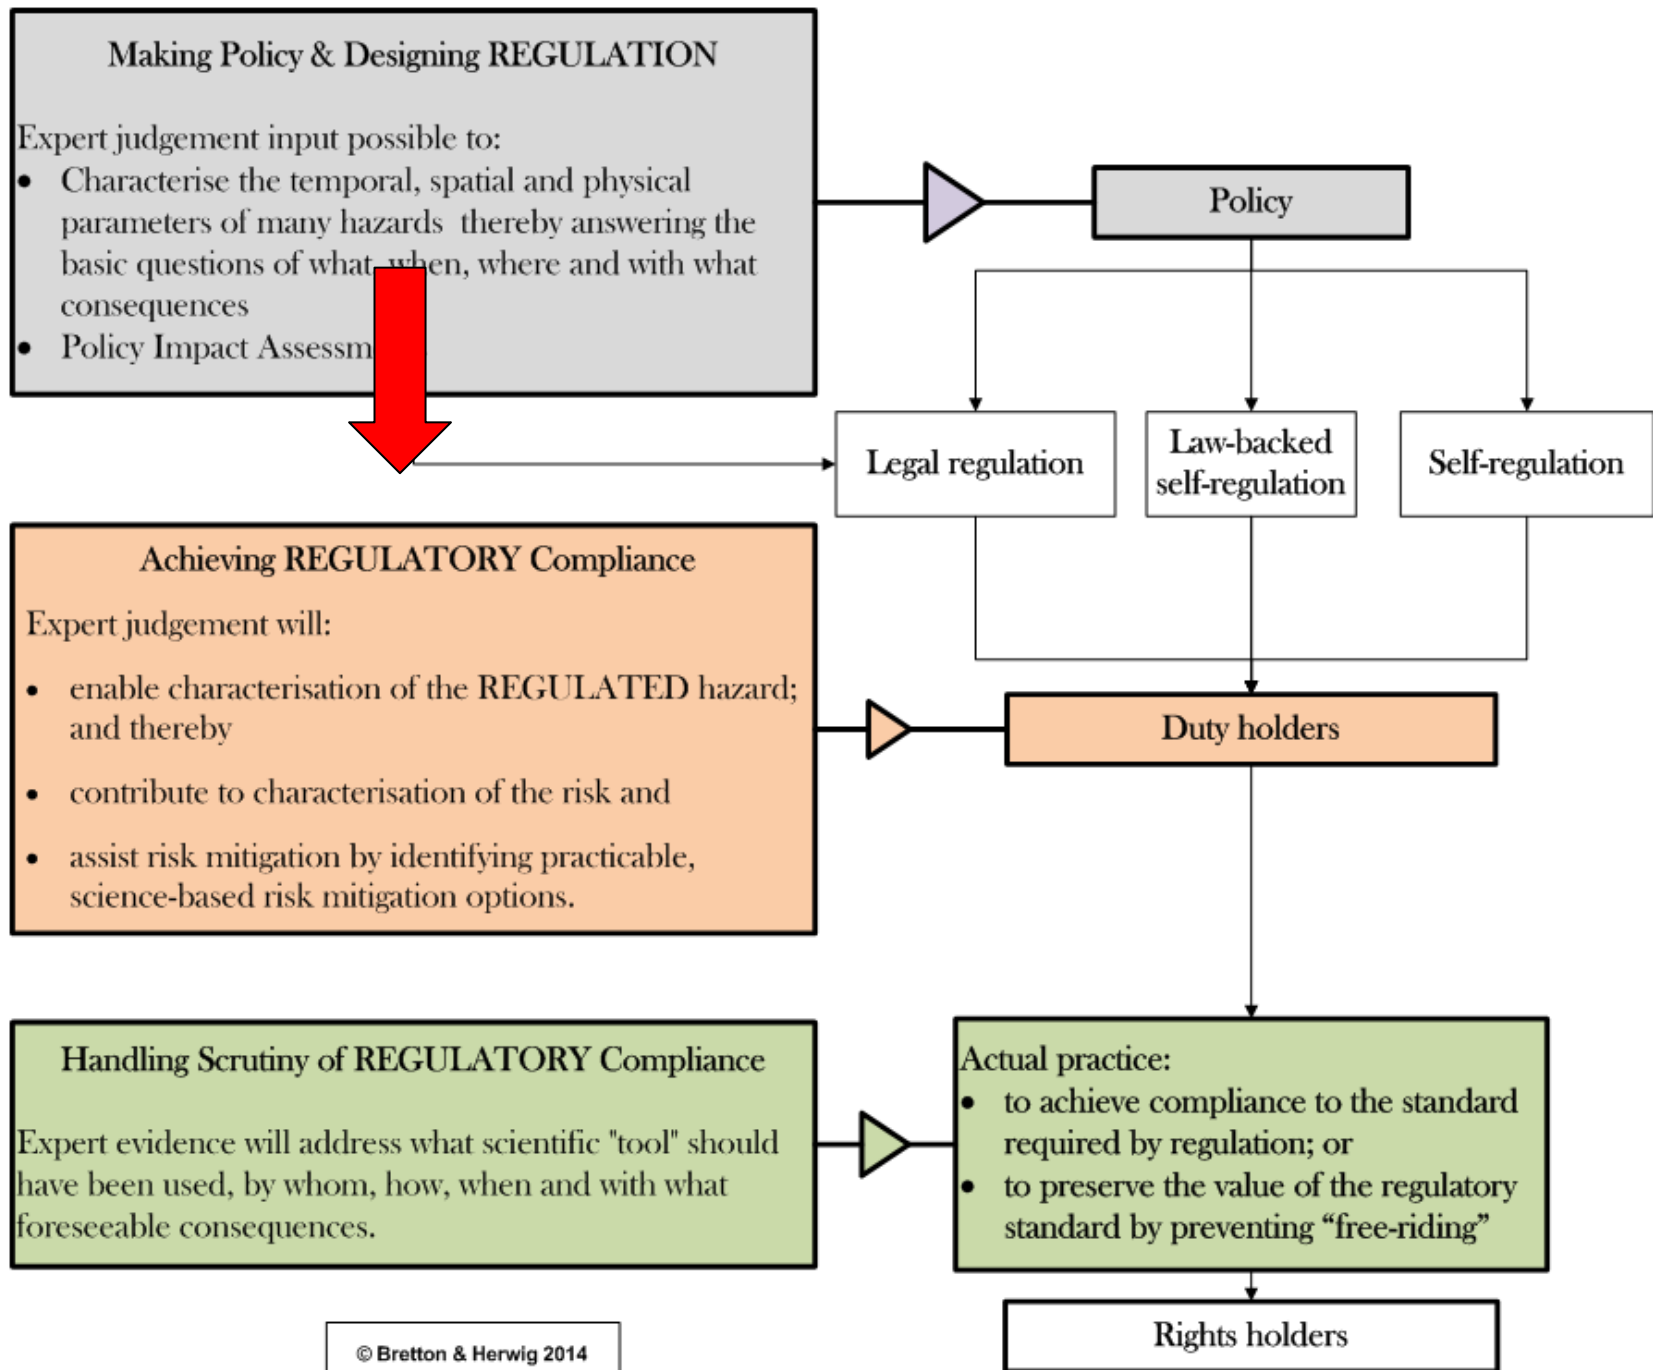 Making Policy & Designing REGULATION
Expert judgement input possible to:
• Characterise the temporal, spatial and physical
parameters of many hazards thereby answering the
basic questions of what, when, where and with what
consequences
• Policy Impact
Policy
Legal regulation
Law-backed
self-regulation
Self-regulation
Achieving REGULATORY Compliance
Expert judgement will:
• enable characterisation of the REGULATED hazard;
and thereby
• contribute to characterisation of the risk and
• assist risk mitigation by identifying practicable,
science-based risk mitigation options.
Duty holders
Handling Scrutiny of REGULATORY Compliance
Expert evidence will address what scientific "tool" should
have been used, by whom, how, when and with what
foreseeable consequences.
Actual practice:
• to achieve compliance to the standard
required by regulation; or
• to preserve the value of the regulatory
standard by preventing “free-riding”
Rights holders
© Bretton & Herwig 2014